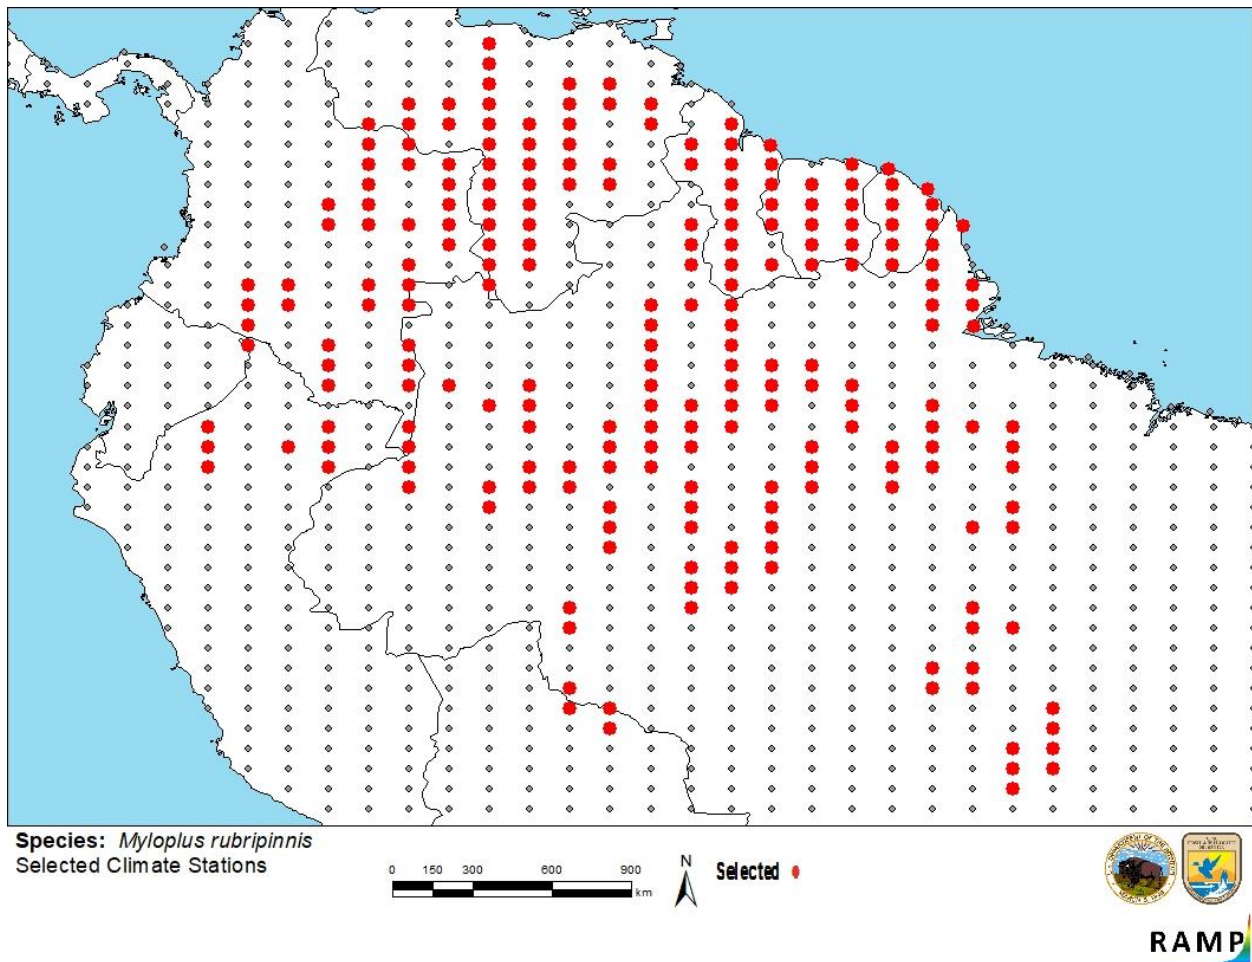 Species: Myloplus rubripinnis
Selected Climate Stations
0 150 300 600 900
km
N
Selected
RAMP